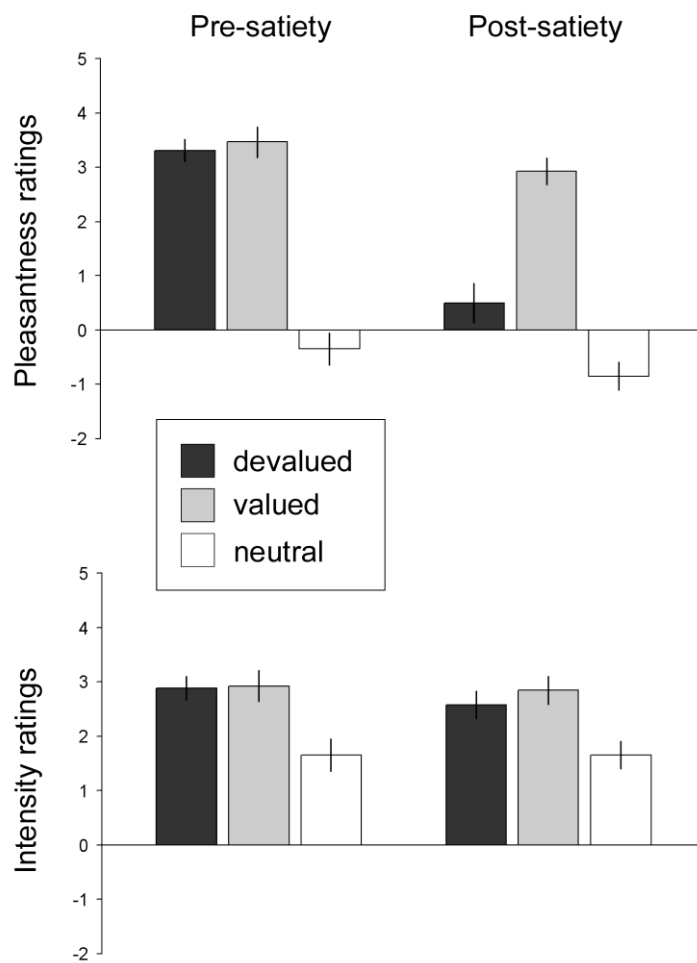 Pre-satiety Post-satiety
Pleasantness ratings
5
4
3
2
1
0
-1
-2
devalued
valued
neutral
Intensity ratings
5
4
3
2
1
0
-1
-2